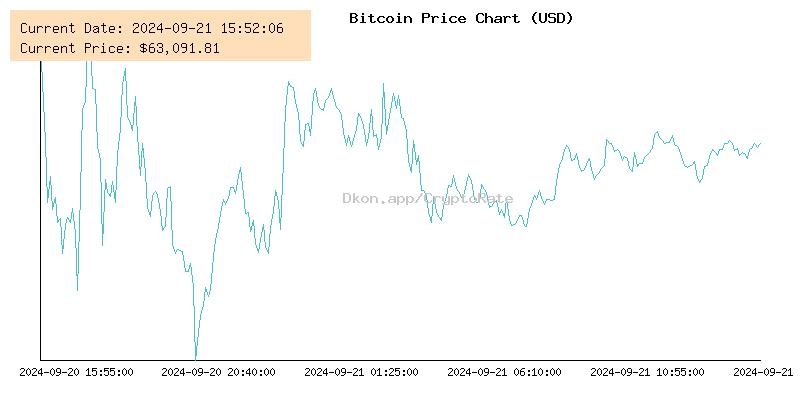 Bitcoin Price Chart (USD)
Current Date: 2024-09-21 15:52:06
Current Price: $63,091.81
Dkon.app/CryptoRate
2024-09-20 15:55:00 2024-09-20 20:40:00 2024-09-21 01:25:00 2024-09-21 06:10:00 2024-09-21 10:55:00 2024-09-21